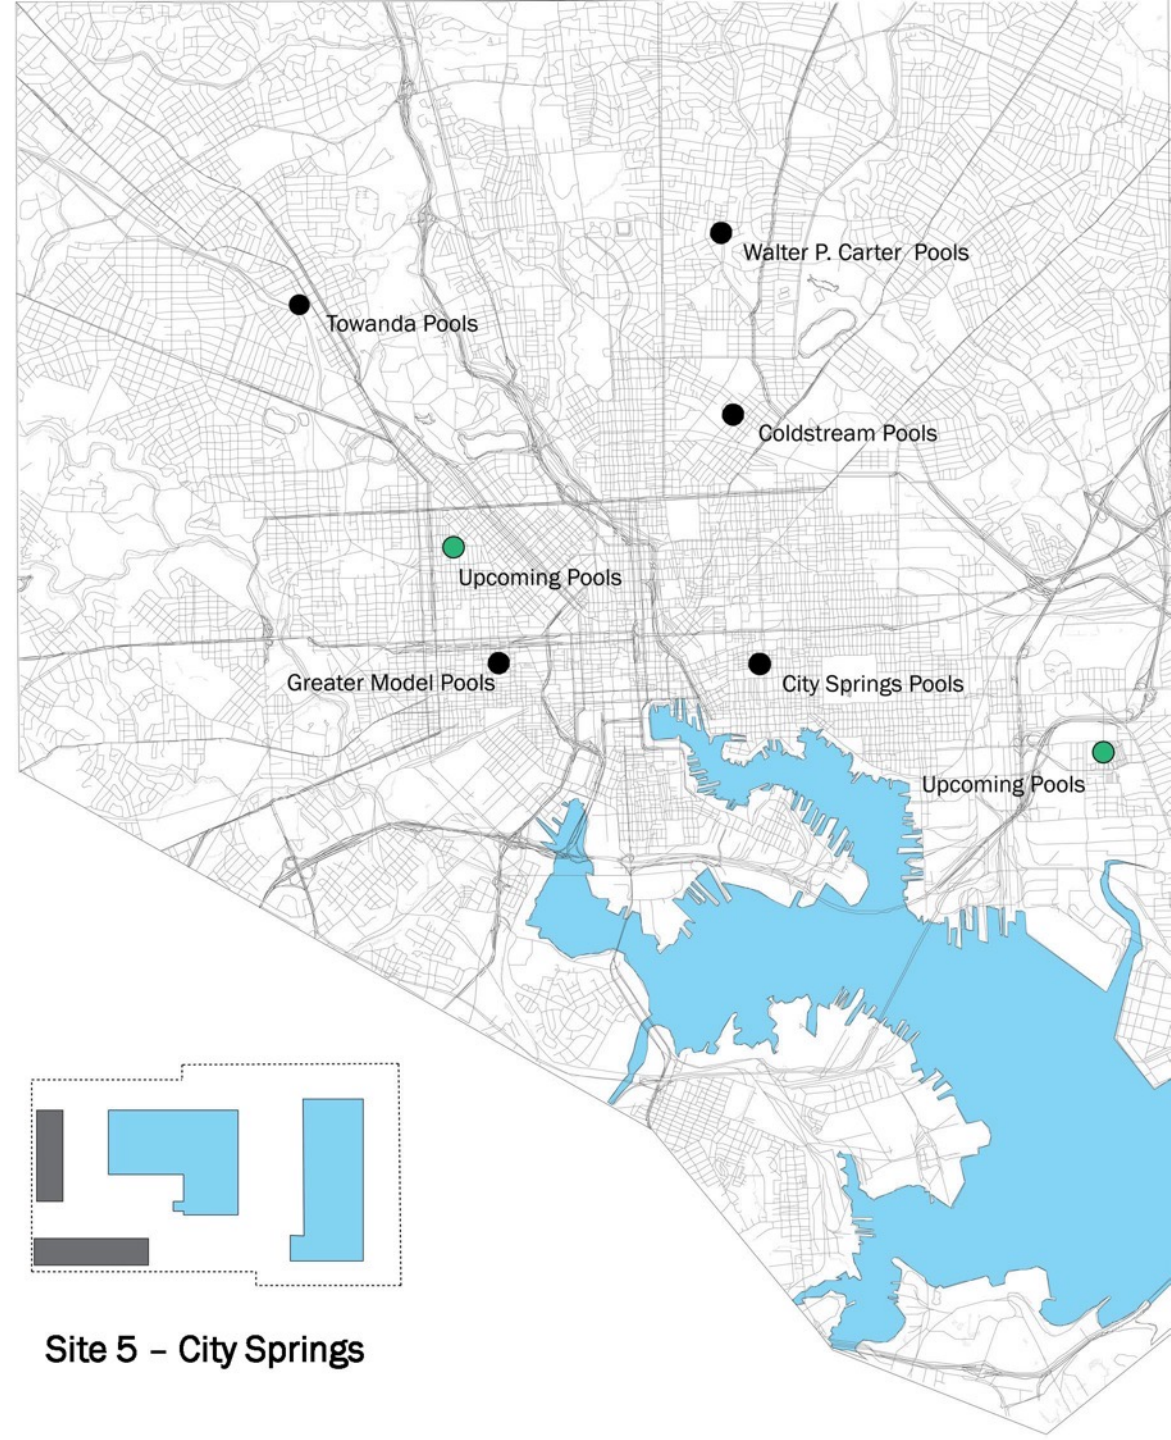 Walter P. Carter  Pools
Towanda Pools
Coldstream Pools
Upcoming Pools
Greater Model Pools
City Springs Pools
Upcoming Pools
Site 5 – City Springs